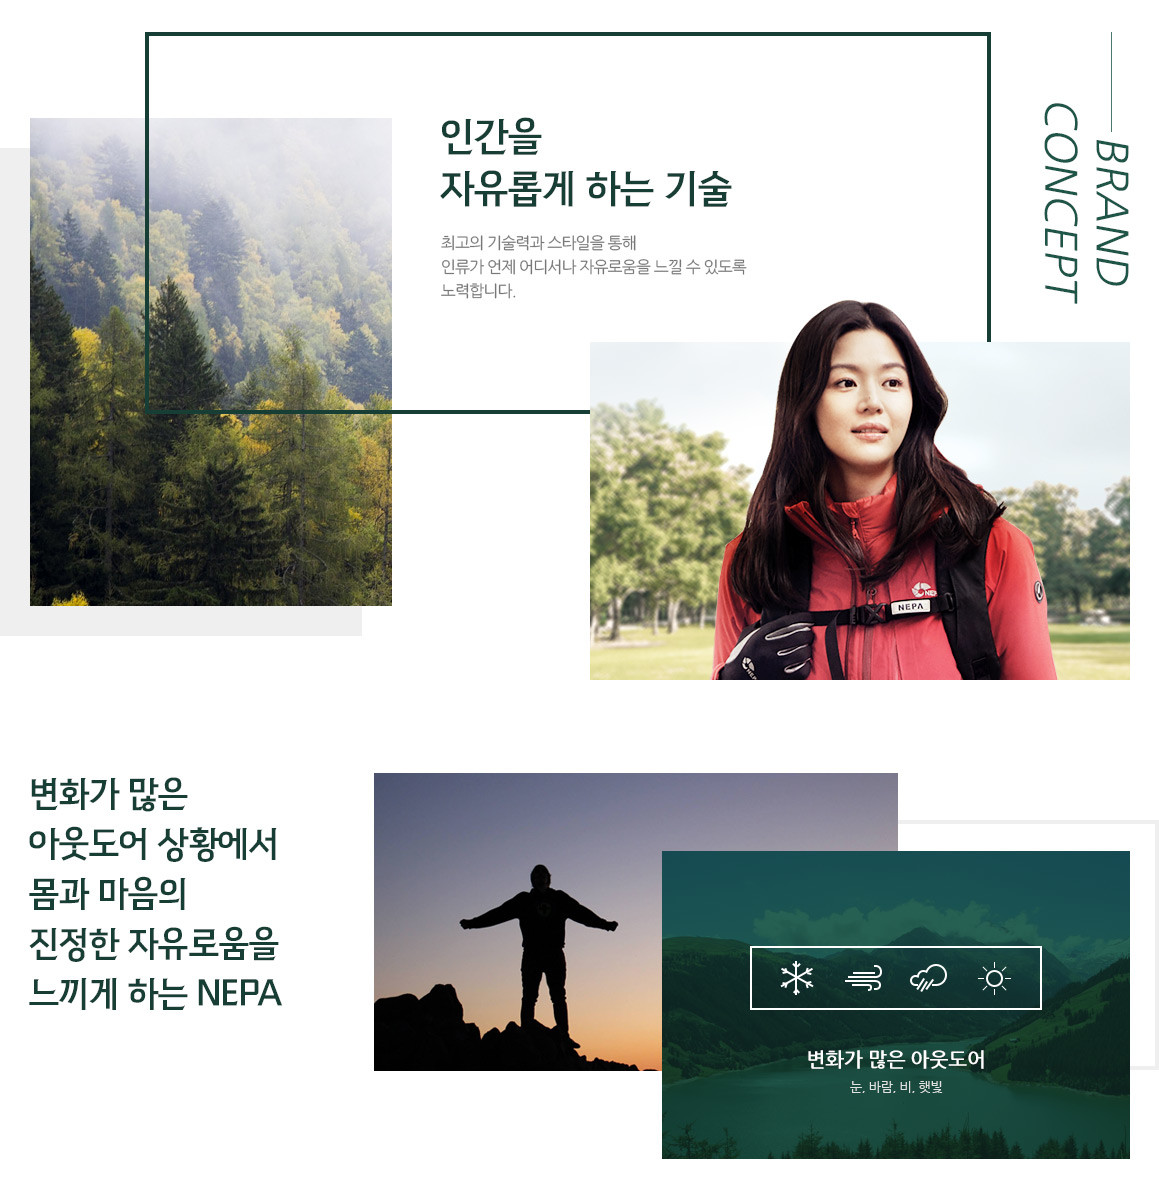 BRAND
CONCEPT
인간을
자유롭게 하는 기술
최고의 기술력과 스타일을 통해
인류가 언제 어디서나 자유로움을 느낄 수 있도록
노력합니다.
NEPA
변화가 많은
아웃도어 상황에서
몸과 마음의
진정한 자유로움을
느끼게 하는 NEPA
변화가 많은 아웃도어
눈, 바람, 비, 햇빛